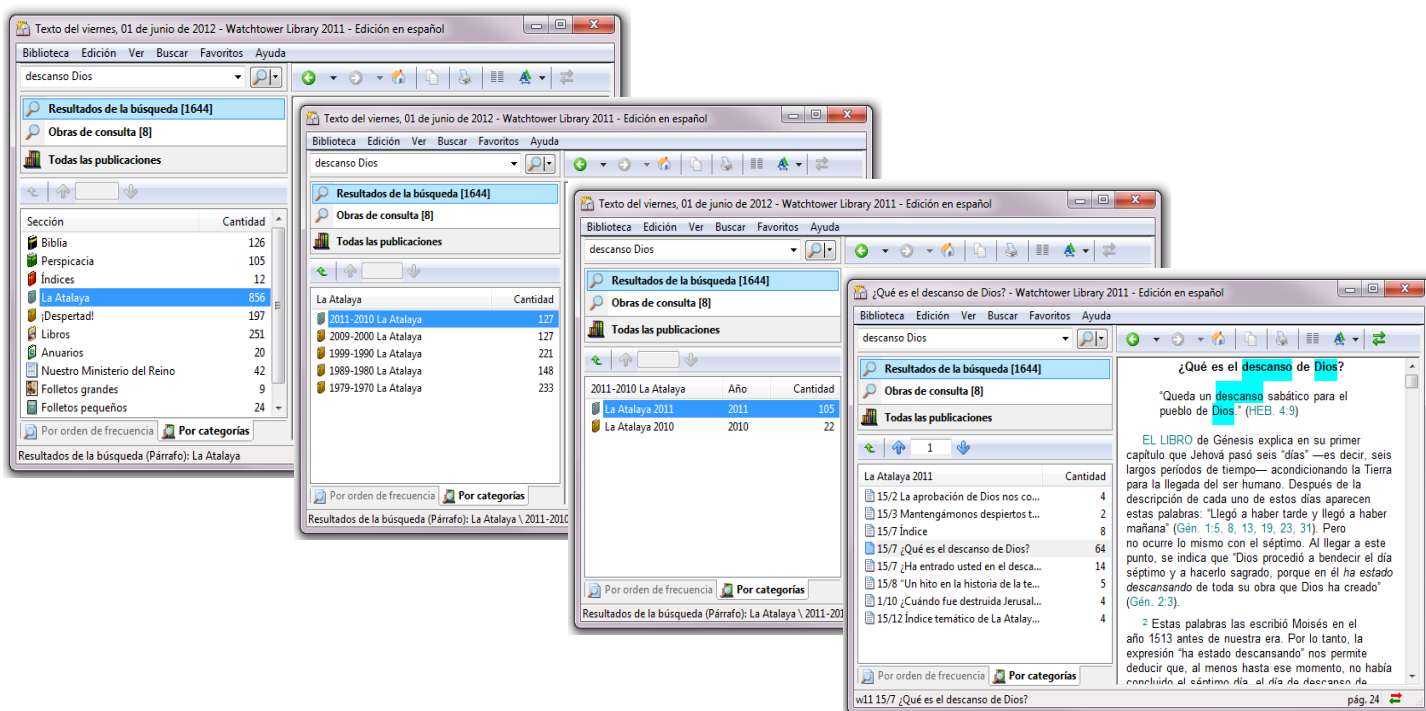 Texto del viernes, 01 de junio de 2012 - Watchtower Library 2011 - Edición en español
Biblioteca Edición Ver Buscar Favoritos Ayuda
descanso Dios
Resultados de la búsqueda [1644]
Obras de consulta [8]
Todas las publicaciones
Sección Cantidad
Biblia 126
Perspicacia 105
Índices 12
La Atalaya 856
¡Despertad! 197
Libros 251
Anuarios 20
Nuestro Ministerio del Reino 42
Folletos grandes 9
Folletos pequeños 24
Por orden de frecuencia Por categorías
Resultados de la búsqueda (Párrafo): La Atalaya
Texto del viernes, 01 de junio de 2012 - Watchtower Library 2011 - Edición en español
Biblioteca Edición Ver Buscar Favoritos Ayuda
descanso Dios
Resultados de la búsqueda [1644]
Obras de consulta [8]
Todas las publicaciones
La Atalaya Cantidad
2011-2010 La Atalaya 127
2009-2000 La Atalaya 127
1999-1990 La Atalaya 221
1989-1980 La Atalaya 148
1979-1970 La Atalaya 233
Por orden de frecuencia Por categorías
Resultados de la búsqueda (Párrafo): La Atalaya \ 2011-2010
Texto del viernes, 01 de junio de 2012 - Watchtower Library 2011 - Edición en español
Biblioteca Edición Ver Buscar Favoritos Ayuda
descanso Dios
Resultados de la búsqueda [1644]
Obras de consulta [8]
Todas las publicaciones
2011-2010 La Atalaya Año Cantidad
La Atalaya 2011 2011 105
La Atalaya 2010 2010 22
Por orden de frecuencia Por categorías
Resultados de la búsqueda (Párrafo): La Atalaya \ 2011-201
¿Qué es el descanso de Dios? - Watchtower Library 2011 - Edición en español
Biblioteca Edición Ver Buscar Favoritos Ayuda
descanso Dios
Resultados de la búsqueda [1644]
Obras de consulta [8]
Todas las publicaciones
1
La Atalaya 2011 Cantidad
15/2 La aprobación de Dios nos co... 4
15/3 Mantengámonos despiertos t... 2
15/7 Índice 8
15/7 ¿Qué es el descanso de Dios? 64
15/7 ¿Ha entrado usted en el desca... 14
15/8 “Un hito en la historia de la te... 5
1/10 ¿Cuándo fue destruida Jerusal... 4
15/12 Índice temático de La Atalay... 4
Por orden de frecuencia Por categorías
¿Qué es el descanso de Dios?
“Queda un descanso sabático para el
pueblo de Dios.” (HEB. 4:9)
EL LIBRO de Génesis explica en su primer
capítulo que Jehová pasó seis “días” —es decir, seis
largos períodos de tiempo— acondicionando la Tierra
para la llegada del ser humano. Después de la
descripción de cada uno de estos días aparecen
estas palabras: “Llegó a haber tarde y llegó a haber
mañana” (Gén. 1:5, 8, 13, 19, 23, 31). Pero
no ocurre lo mismo con el séptimo. Al llegar a este
punto, se indica que “Dios procedió a bendecir el día
séptimo y a hacerlo sagrado, porque en él ha estado
descansando de toda su obra que Dios ha creado”
(Gén. 2:3).
2 Estas palabras las escribió Moisés en el
año 1513 antes de nuestra era. Por lo tanto, la
expresión “ha estado descansando” nos permite
deducir que, al menos hasta ese momento, no había
concluido el séptimo día, el día de descanso de
w11 15/7 ¿Qué es el descanso de Dios? pág. 24